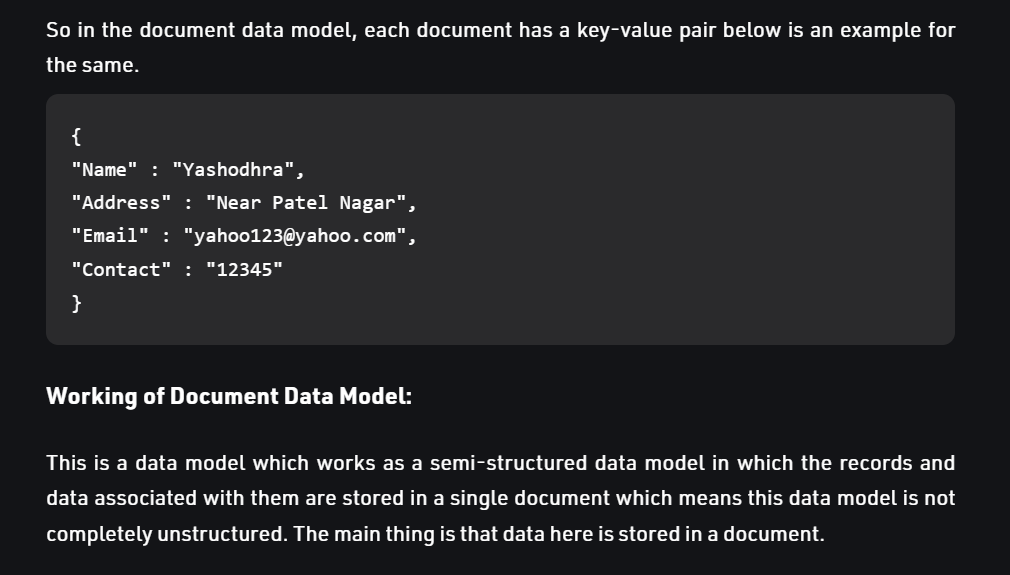 So in the document data model, each document has a key-value pair below is an example for
the same.
{
"Name" : "Yashodhra",
"Address" : "Near Patel Nagar",
"Email" : "yahoo123@yahoo.com",
"Contact" : "12345"
}
Working of Document Data Model:
This is a data model which works as a semi-structured data model in which the records and
data associated with them are stored in a single document which means this data model is not
completely unstructured. The main thing is that data here is stored in a document.